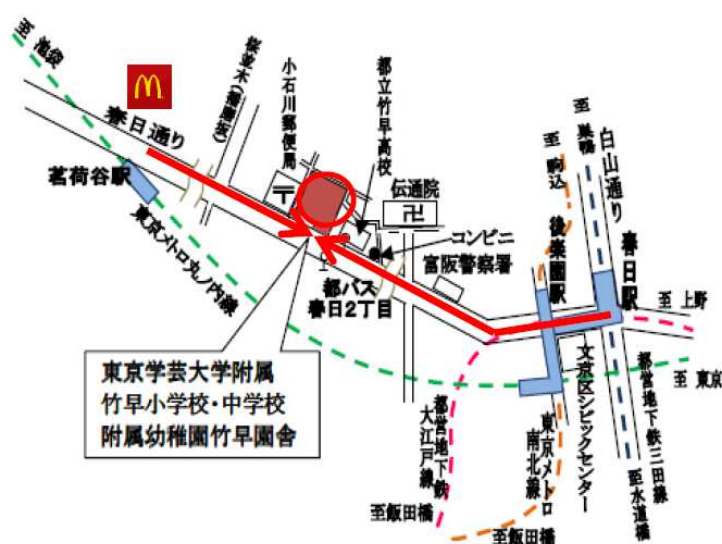 至 池袋
春日通り
桜並木(播磨坂)
小石川郵便局
都立竹早高校
伝通院
茗荷谷駅
東京メトロ丸ノ内線
コンビニ
富阪警察署
都バス
春日2丁目
至 駒込
後楽園駅
至 巣鴨
白山通り
春日駅
至 上野
至 東京
東京学芸大学附属
竹早小学校・中学校
附属幼稚園竹早園舎
都営地下鉄
大江戸線
至飯田橋
東京メトロ
南北線
至飯田橋
文京区シビックセンター
都営地下鉄三田線
至水道橋